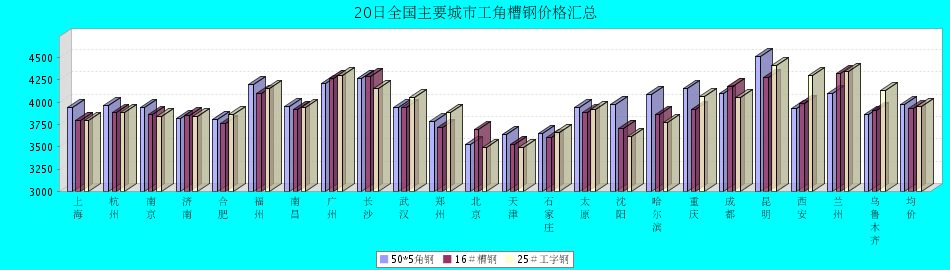 20日全国主要城市工角槽钢价格汇总
4500
4250
4000
3750
3500
3250
3000
上海 杭州 南京 济南 合肥 福州 南昌 广州 长沙 武汉 郑州 北京 天津 石家庄 太原 沈阳 哈尔滨 重庆 成都 昆明 西安 兰州 乌鲁木齐 均价
50*5角钢 16#槽钢 25#工字钢